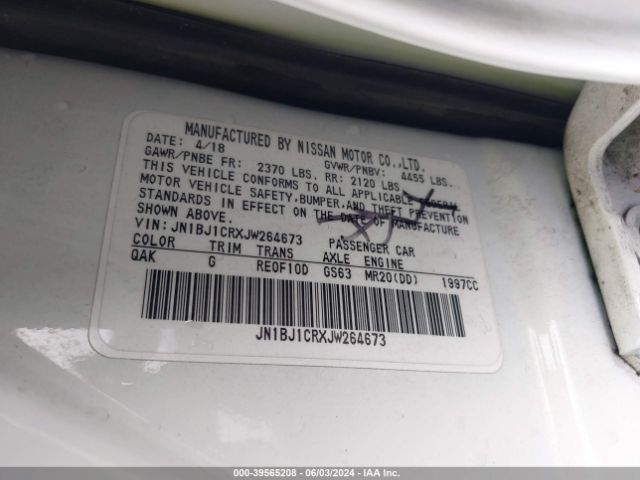 MANUFACTURED BY NISSAN MOTOR CO.,LTD.
DATE: 4/18 GVWR/PNBV: 4455 LBS.
GAWR/PNBE FR: 2370 LBS. RR: 2120 LBS
THIS VEHICLE CONFORMS TO ALL APPLICABLE
MOTOR VEHICLE SAFETY,BUMPER,AND THEFT PREVENTION
STANDARDS IN EFFECT ON THE DATE OF MANUFACTURE
SHOWN ABOVE.
VIN: JN1BJ1CRXJW264673 PASSENGER CAR
COLOR TRIM TRANS AXLE ENGINE
QAK G RE0F10D GS63 MR20(DD) 1997CC
JN1BJ1CRXJW264673
000-39565208 - 06/03/2024 - IAA Inc.